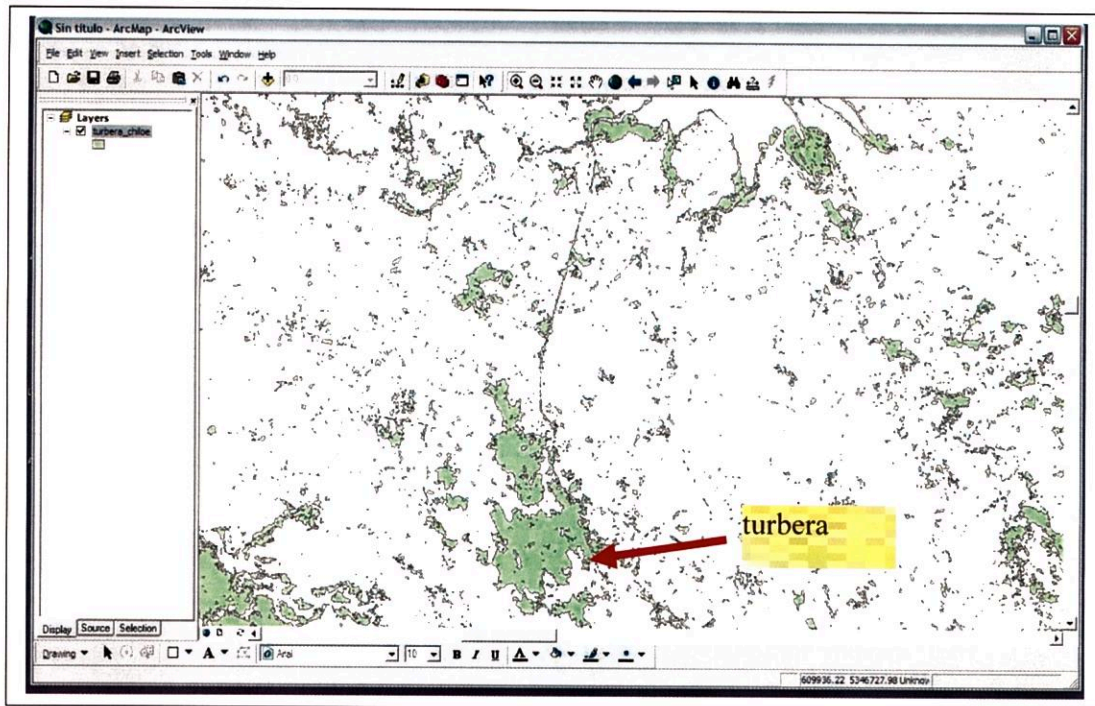 Sin título - ArcMap - ArcView
File Edit View Insert Selection Tools Window Help
Layers
turbera_chiloe
turbera
Display Source Selection
Drawing A Arial 10 B I U A
609936.22 5346727.98 Unknow